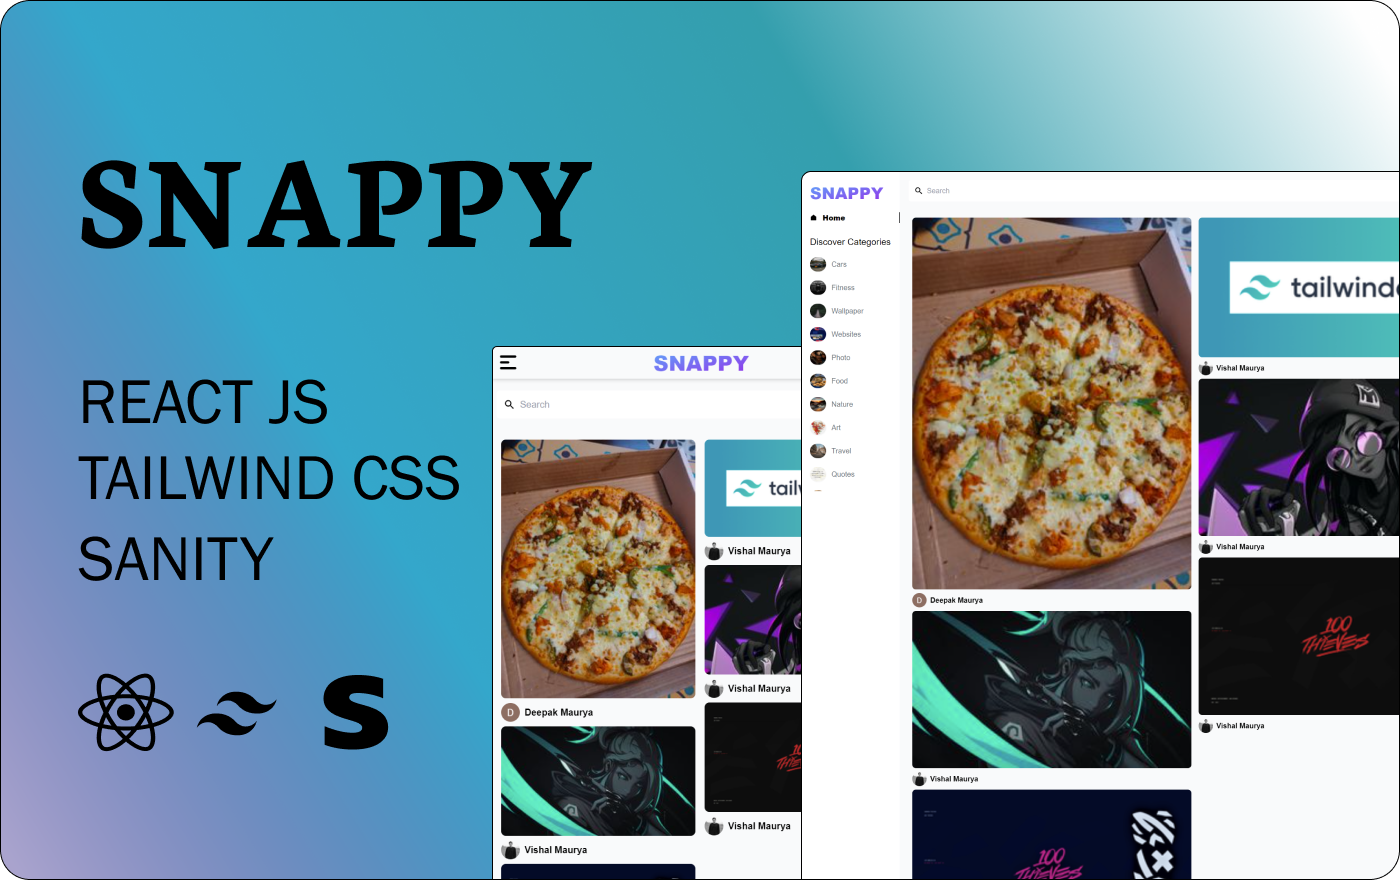 SNAPPY
REACT JS
TAILWIND CSS
SANITY
SNAPPY
Search
tailw
Vishal Maurya
Vishal Maurya
Deepak Maurya
D
100
Vishal Maurya
Vishal Maurya
SNAPPY
Home
Discover Categories
Cars
Fitness
Wallpaper
Websites
Photo
Food
Nature
Art
Travel
Quotes
Search
tailwindc
Vishal Maurya
Vishal Maurya
D
Deepak Maurya
100
THIEVES
Vishal Maurya
Vishal Maurya
100
THIEVES